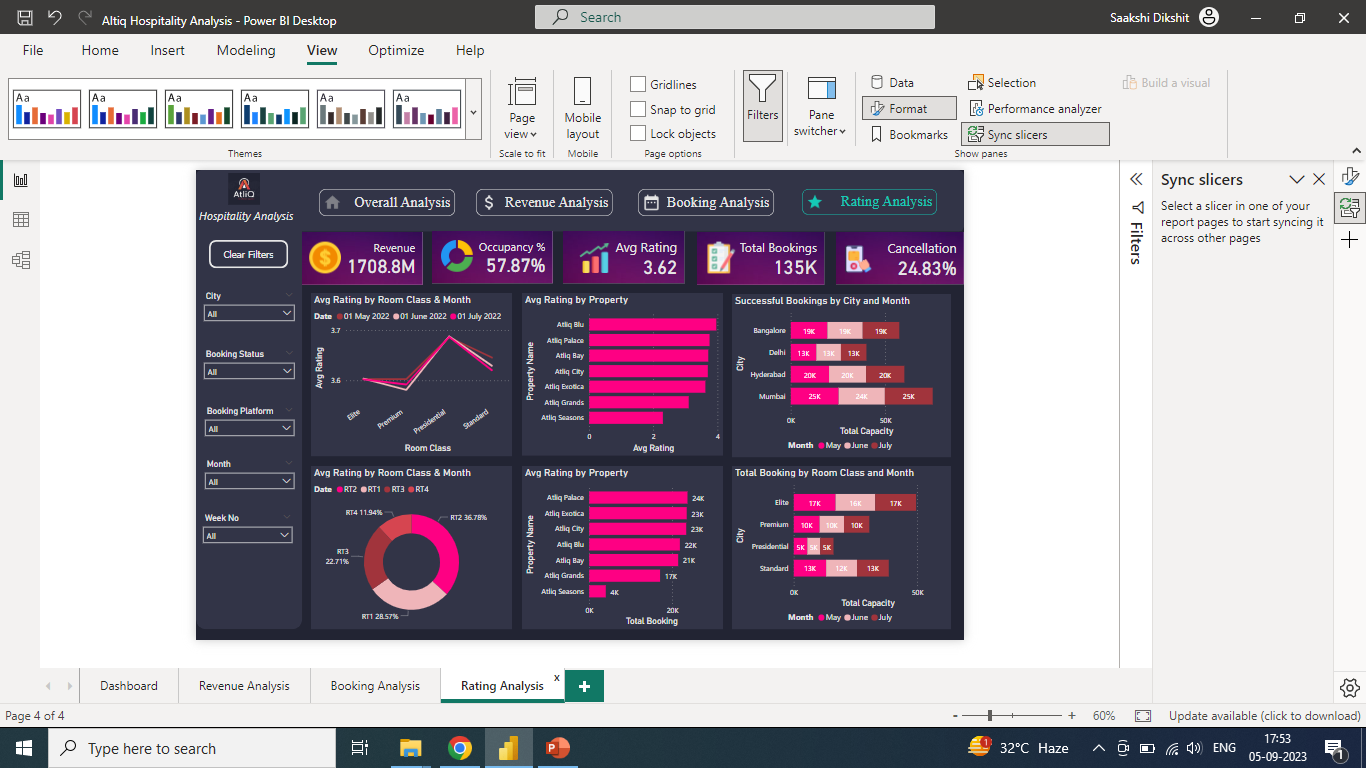 Altiq Hospitality Analysis - Power BI Desktop
Search
Saakshi Dikshit
File Home Insert Modeling View Optimize Help
Aa Aa Aa Aa Aa Aa
Themes
Page view
Scale to fit
Mobile layout
Mobile
Gridlines
Snap to grid
Lock objects
Page options
Filters
Pane switcher
Data
Format
Bookmarks
Selection
Performance analyzer
Sync slicers
Build a visual
Show panes
AtliQ
Hospitality Analysis
Overall Analysis
$ Revenue Analysis
Booking Analysis
Rating Analysis
Clear Filters
Revenue
1708.8M
Occupancy %
57.87%
Avg Rating
3.62
Total Bookings
135K
Cancellation
24.83%
City
All
Booking Status
All
Booking Platform
All
Month
All
Week No
All
Avg Rating by Room Class & Month
Date 01 May 2022 01 June 2022 01 July 2022
Avg Rating
3.7
3.6
Elite Premium Presidential Standard
Room Class
Avg Rating by Property
Property Name
Atliq Blu
Atliq Palace
Atliq Bay
Atliq City
Atliq Exotica
Atliq Grands
Atliq Seasons
0 2 4
Avg Rating
Successful Bookings by City and Month
City
Bangalore 19K 19K 19K
Delhi 13K 13K 13K
Hyderabad 20K 20K 20K
Mumbai 25K 24K 25K
0K 50K
Total Capacity
Month May June July
Avg Rating by Room Class & Month
Date RT2 RT1 RT3 RT4
RT4 11.94%
RT2 36.78%
RT3
22.71%
RT1 28.57%
Avg Rating by Property
Property Name
Atliq Palace 24K
Atliq Exotica 23K
Atliq City 23K
Atliq Blu 22K
Atliq Bay 21K
Atliq Grands 17K
Atliq Seasons 4K
0K 20K
Total Booking
Total Booking by Room Class and Month
City
Elite 17K 16K 17K
Premium 10K 10K 10K
Presidential 5K 5K 5K
Standard 13K 12K 13K
0K 50K
Total Capacity
Month May June July
Filters
Sync slicers
Select a slicer in one of your
report pages to start syncing it
across other pages
Dashboard Revenue Analysis Booking Analysis Rating Analysis x
Page 4 of 4
- + 60%
Update available (click to download)
Type here to search
1
32°C Haze
ENG
17:53
05-09-2023
1